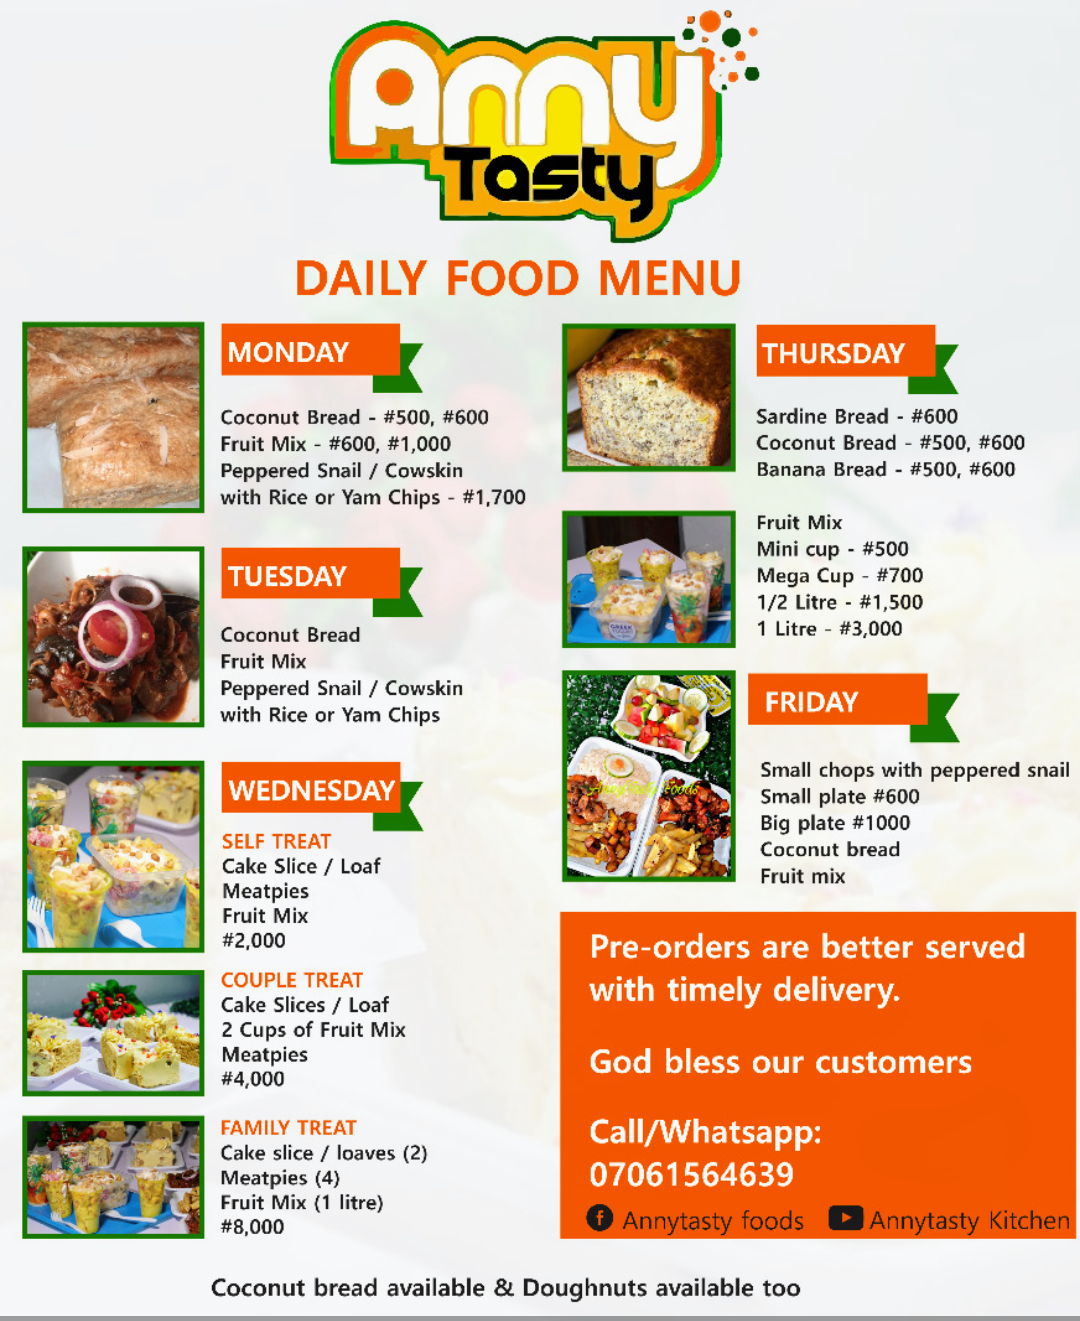 Anny
Tasty
DAILY FOOD MENU
MONDAY
Coconut Bread - #500, #600
Fruit Mix - #600, #1,000
Peppered Snail / Cowskin
with Rice or Yam Chips - #1,700
TUESDAY
Coconut Bread
Fruit Mix
Peppered Snail / Cowskin
with Rice or Yam Chips
WEDNESDAY
SELF TREAT
Cake Slice / Loaf
Meatpies
Fruit Mix
#2,000
COUPLE TREAT
Cake Slices / Loaf
2 Cups of Fruit Mix
Meatpies
#4,000
FAMILY TREAT
Cake slice / loaves (2)
Meatpies (4)
Fruit Mix (1 litre)
#8,000
THURSDAY
Sardine Bread - #600
Coconut Bread - #500, #600
Banana Bread - #500, #600
Fruit Mix
Mini cup - #500
Mega Cup - #700
1/2 Litre - #1,500
1 Litre - #3,000
GREEK
FRIDAY
AnnyTasty Foods
Small chops with peppered snail
Small plate #600
Big plate #1000
Coconut bread
Fruit mix
Pre-orders are better served
with timely delivery.
God bless our customers
Call/Whatsapp:
07061564639
Annytasty foods
Annytasty Kitchen
Coconut bread available & Doughnuts available too